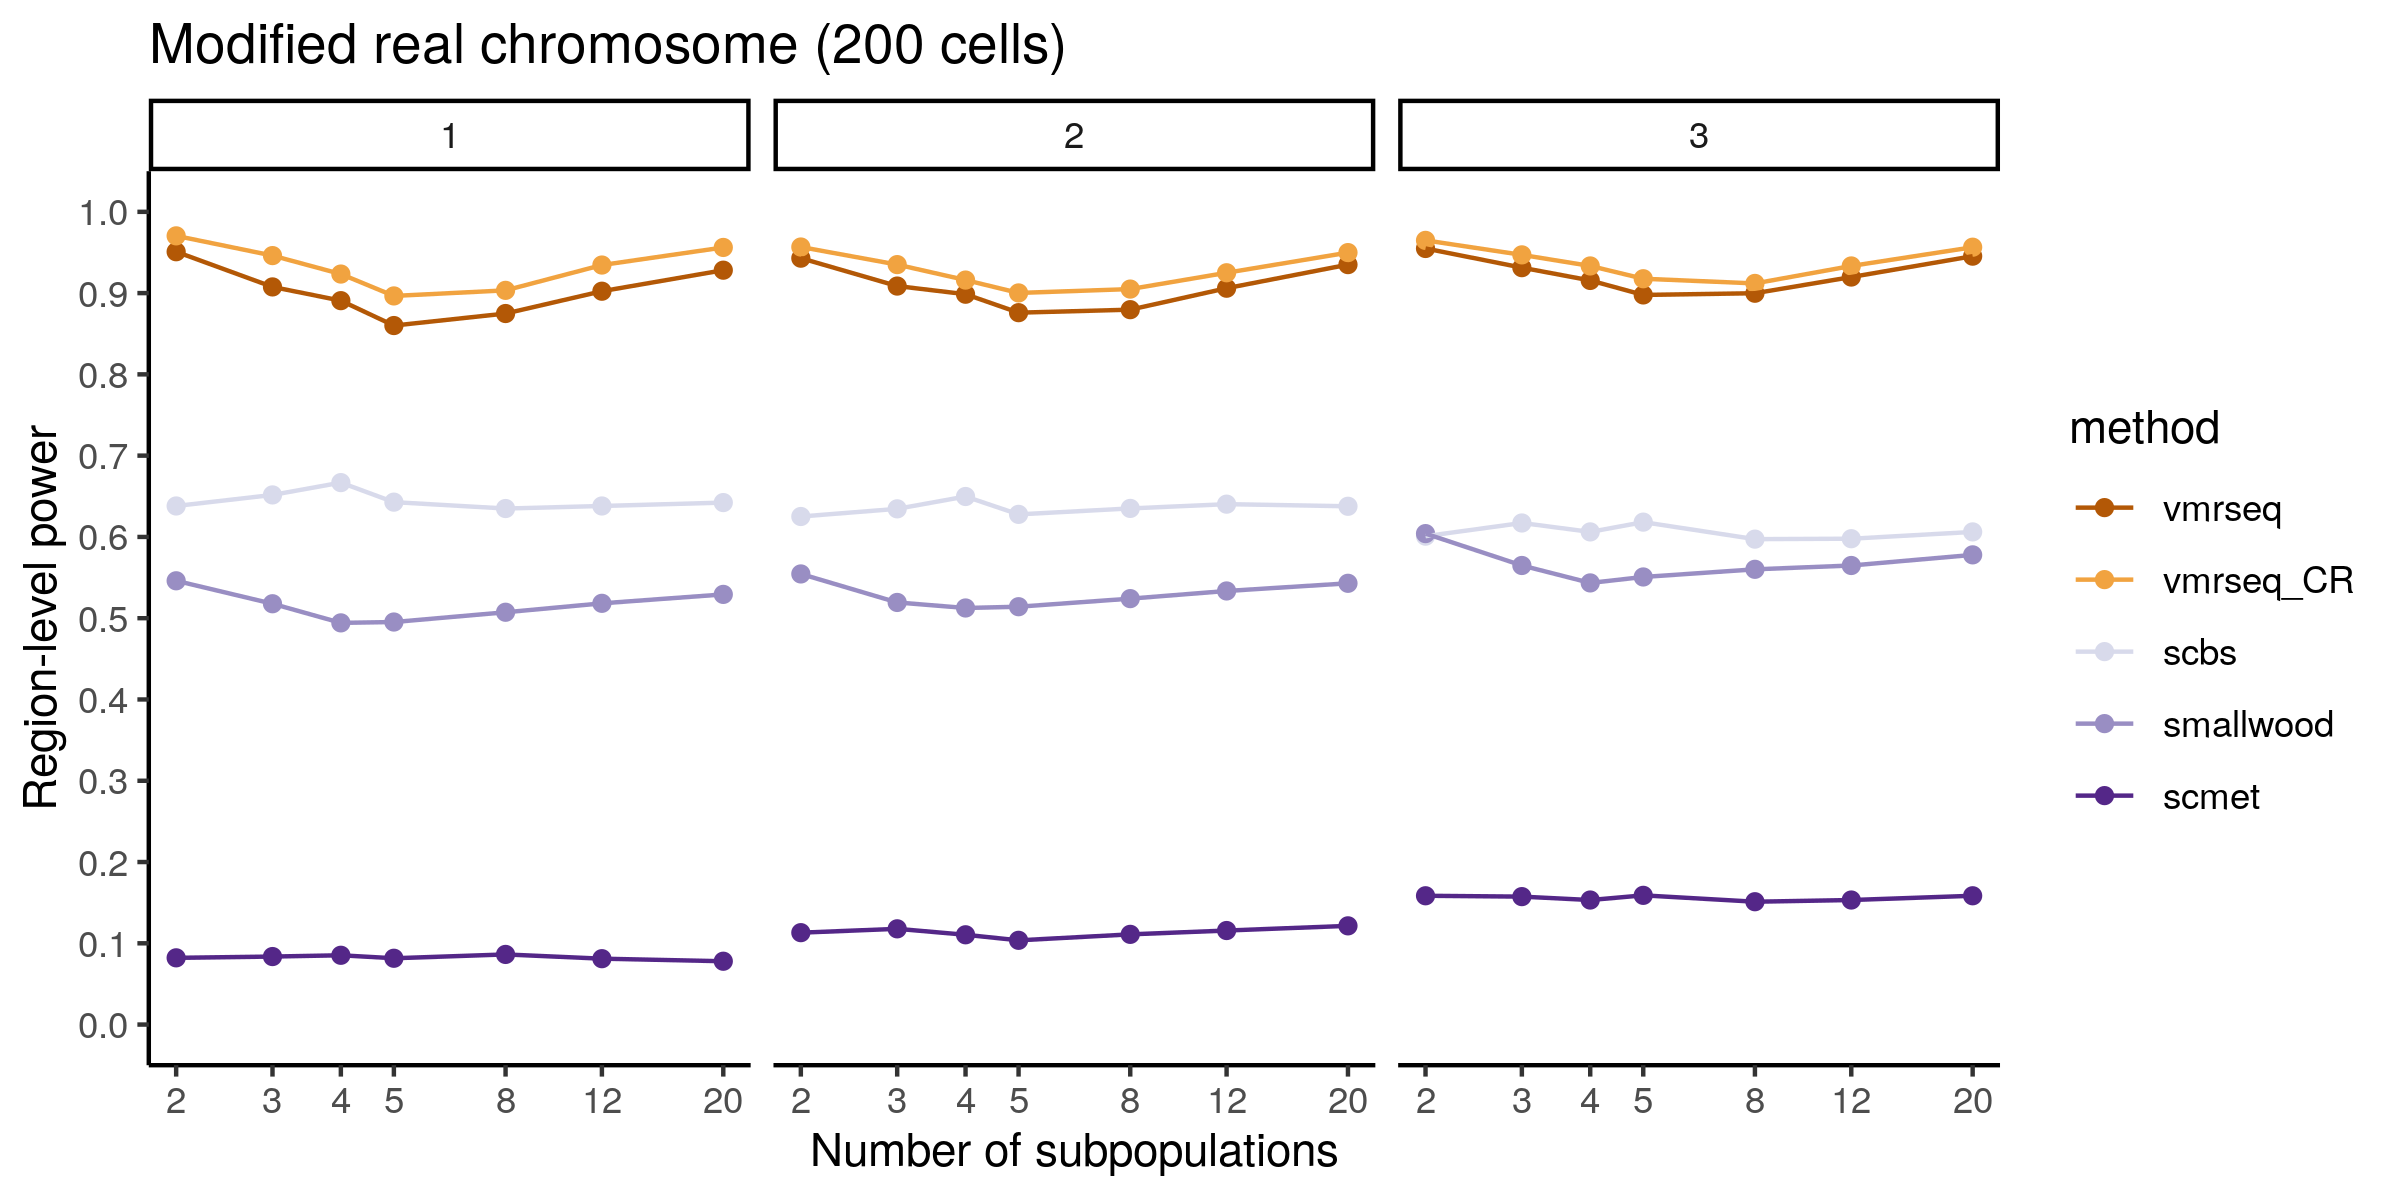 Modified real chromosome (200 cells)
1 2 3
1.0
0.9
0.8
0.7
0.6
0.5
0.4
0.3
0.2
0.1
0.0
Region-level power
2 3 4 5 8 12 20 2 3 4 5 8 12 20 2 3 4 5 8 12 20
Number of subpopulations
method
vmrseq
vmrseq_CR
scbs
smallwood
scmet